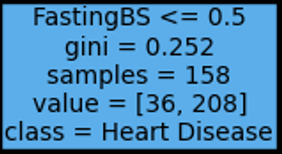 FastingBS <= 0.5
gini = 0.252
samples = 158
value = [36, 208]
class = Heart Disease